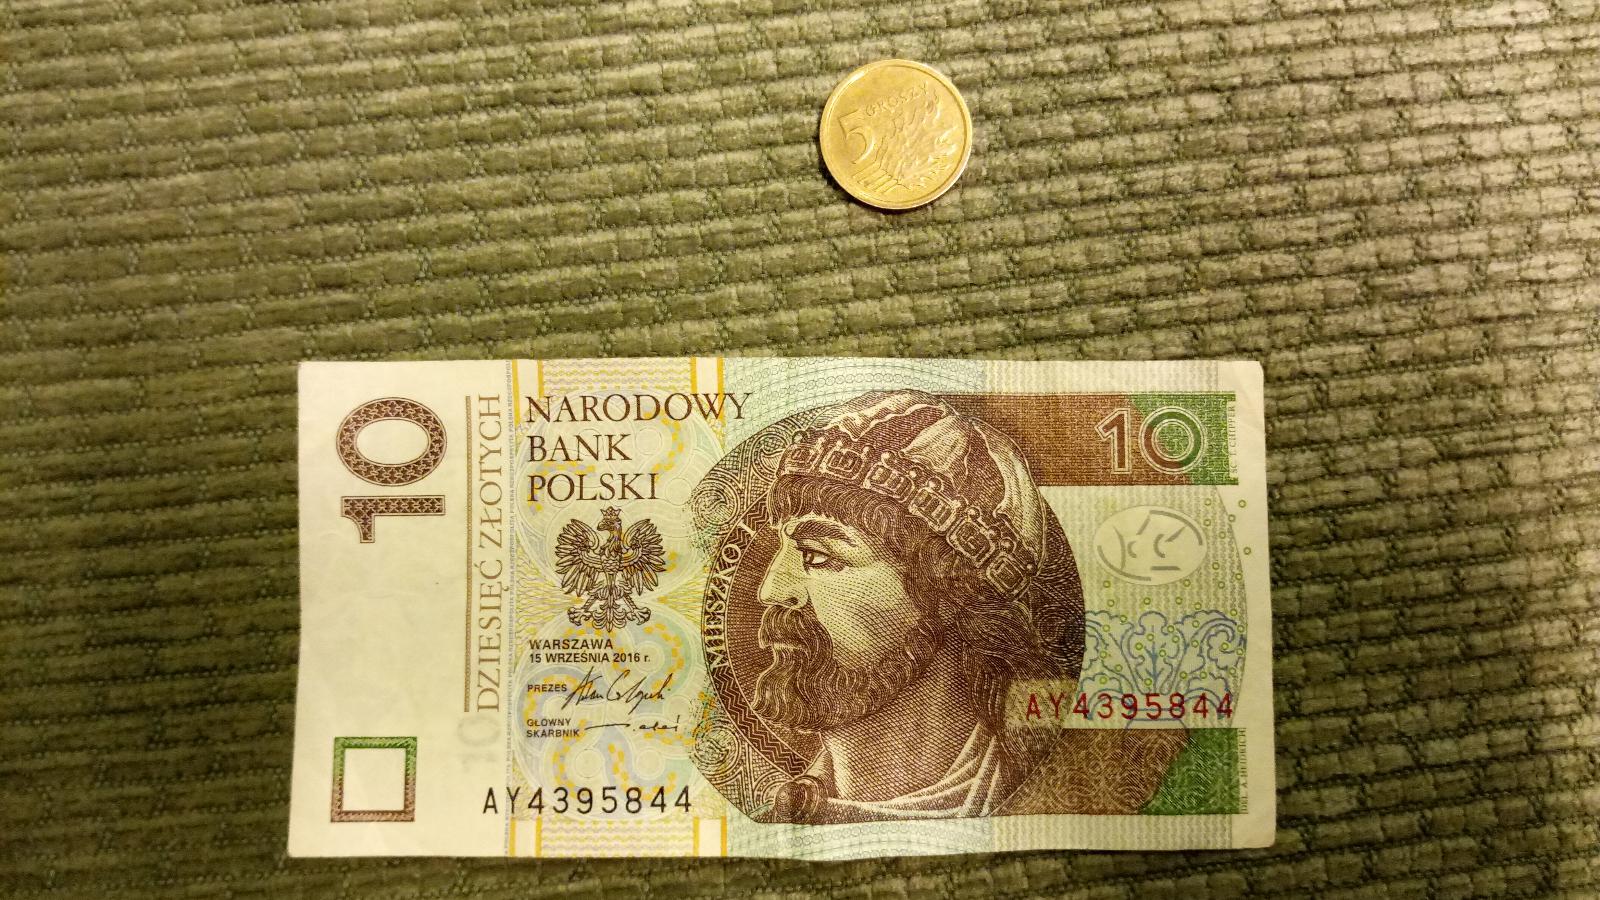 5
GROSZY
10
DZIESIĘĆ ZŁOTYCH
NARODOWY
BANK
POLSKI
WARSZAWA
15 WRZEŚNIA 2016 r.
PREZES
GŁÓWNY
SKARBNIK
AY4395844
MIESZKO I
10
AY4395844